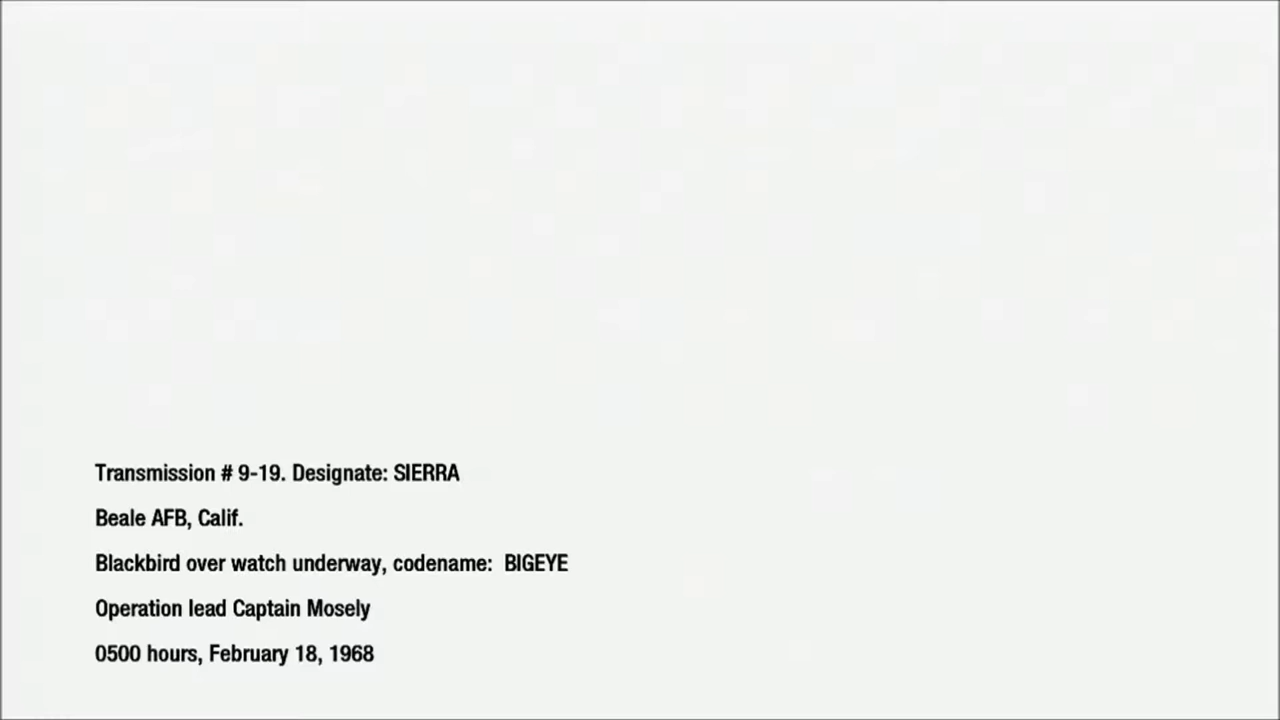 Transmission # 9-19. Designate: SIERRA
Beale AFB, Calif.
Blackbird over watch underway, codename:  BIGEYE
Operation lead Captain Mosely
0500 hours, February 18, 1968